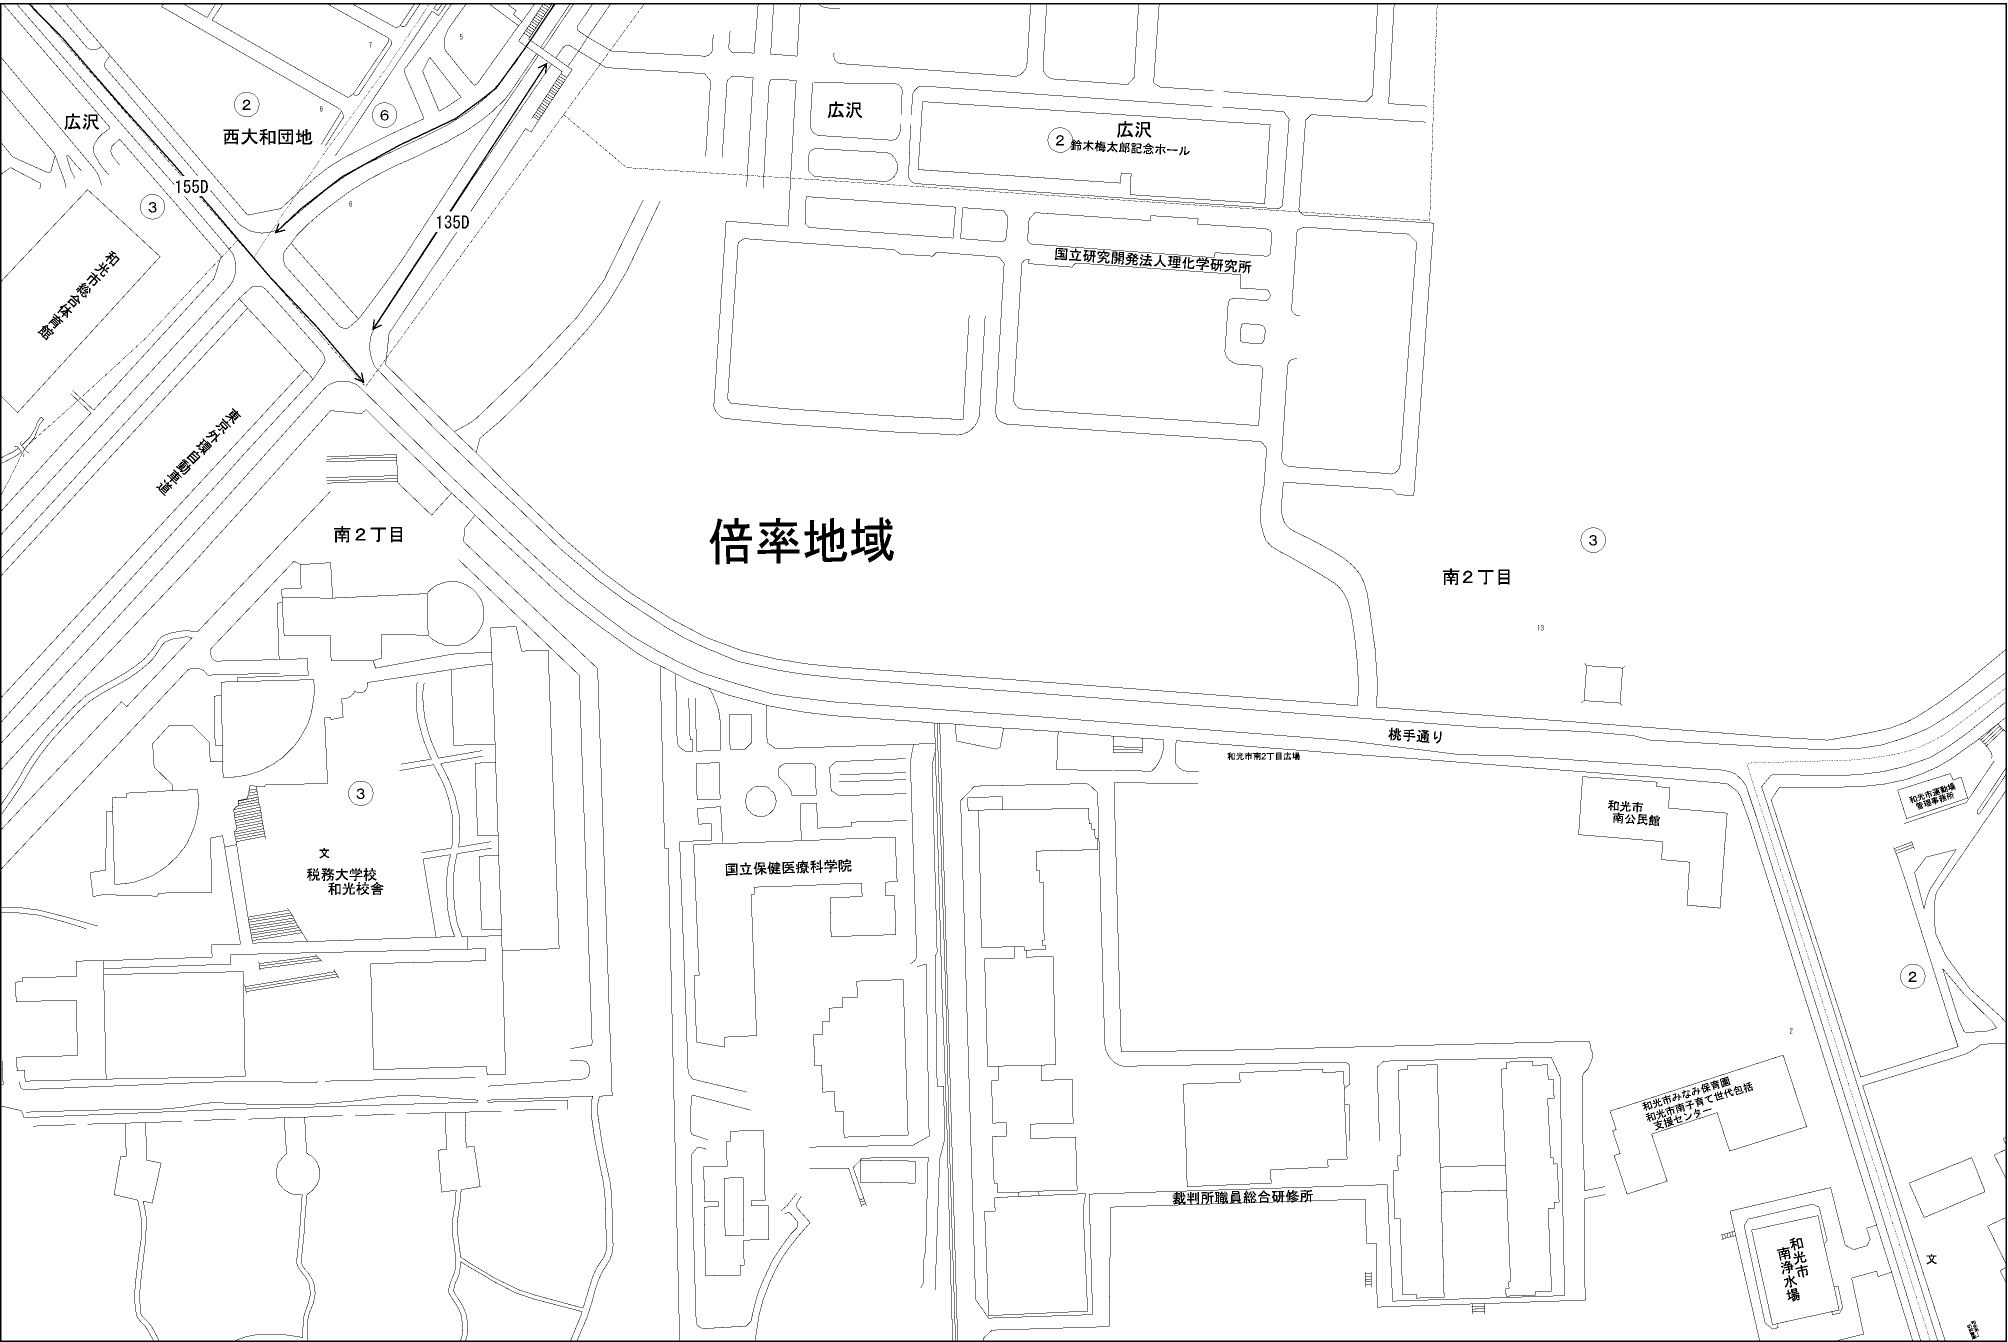 7
5
②
6
⑥
広沢
西大和団地
広沢
広沢
②
鈴木梅太郎記念ホール
155D
③
6
135D
和光市総合体育館
国立研究開発法人理化学研究所
東京外環自動車道
南２丁目
倍率地域
③
南２丁目
13
桃手通り
和光市南2丁目広場
③
和光市
南公民館
和光市運動場
管理事務所
文
税務大学校
和光校舎
国立保健医療科学院
②
2
和光市みなみ保育園
和光市南子育て世代包括
支援センター
裁判所職員総合研修所
和光市
南浄水場
文